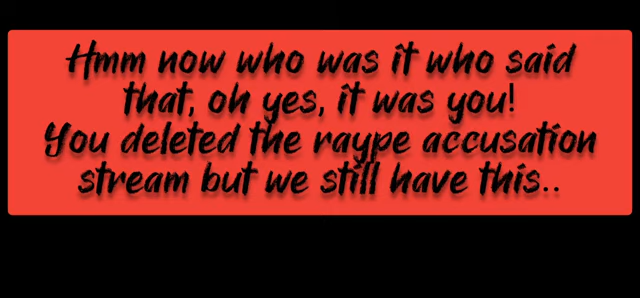 Hmm now who was it who said
that, oh yes, it was you!
You deleted the raype accusation
stream but we still have this..